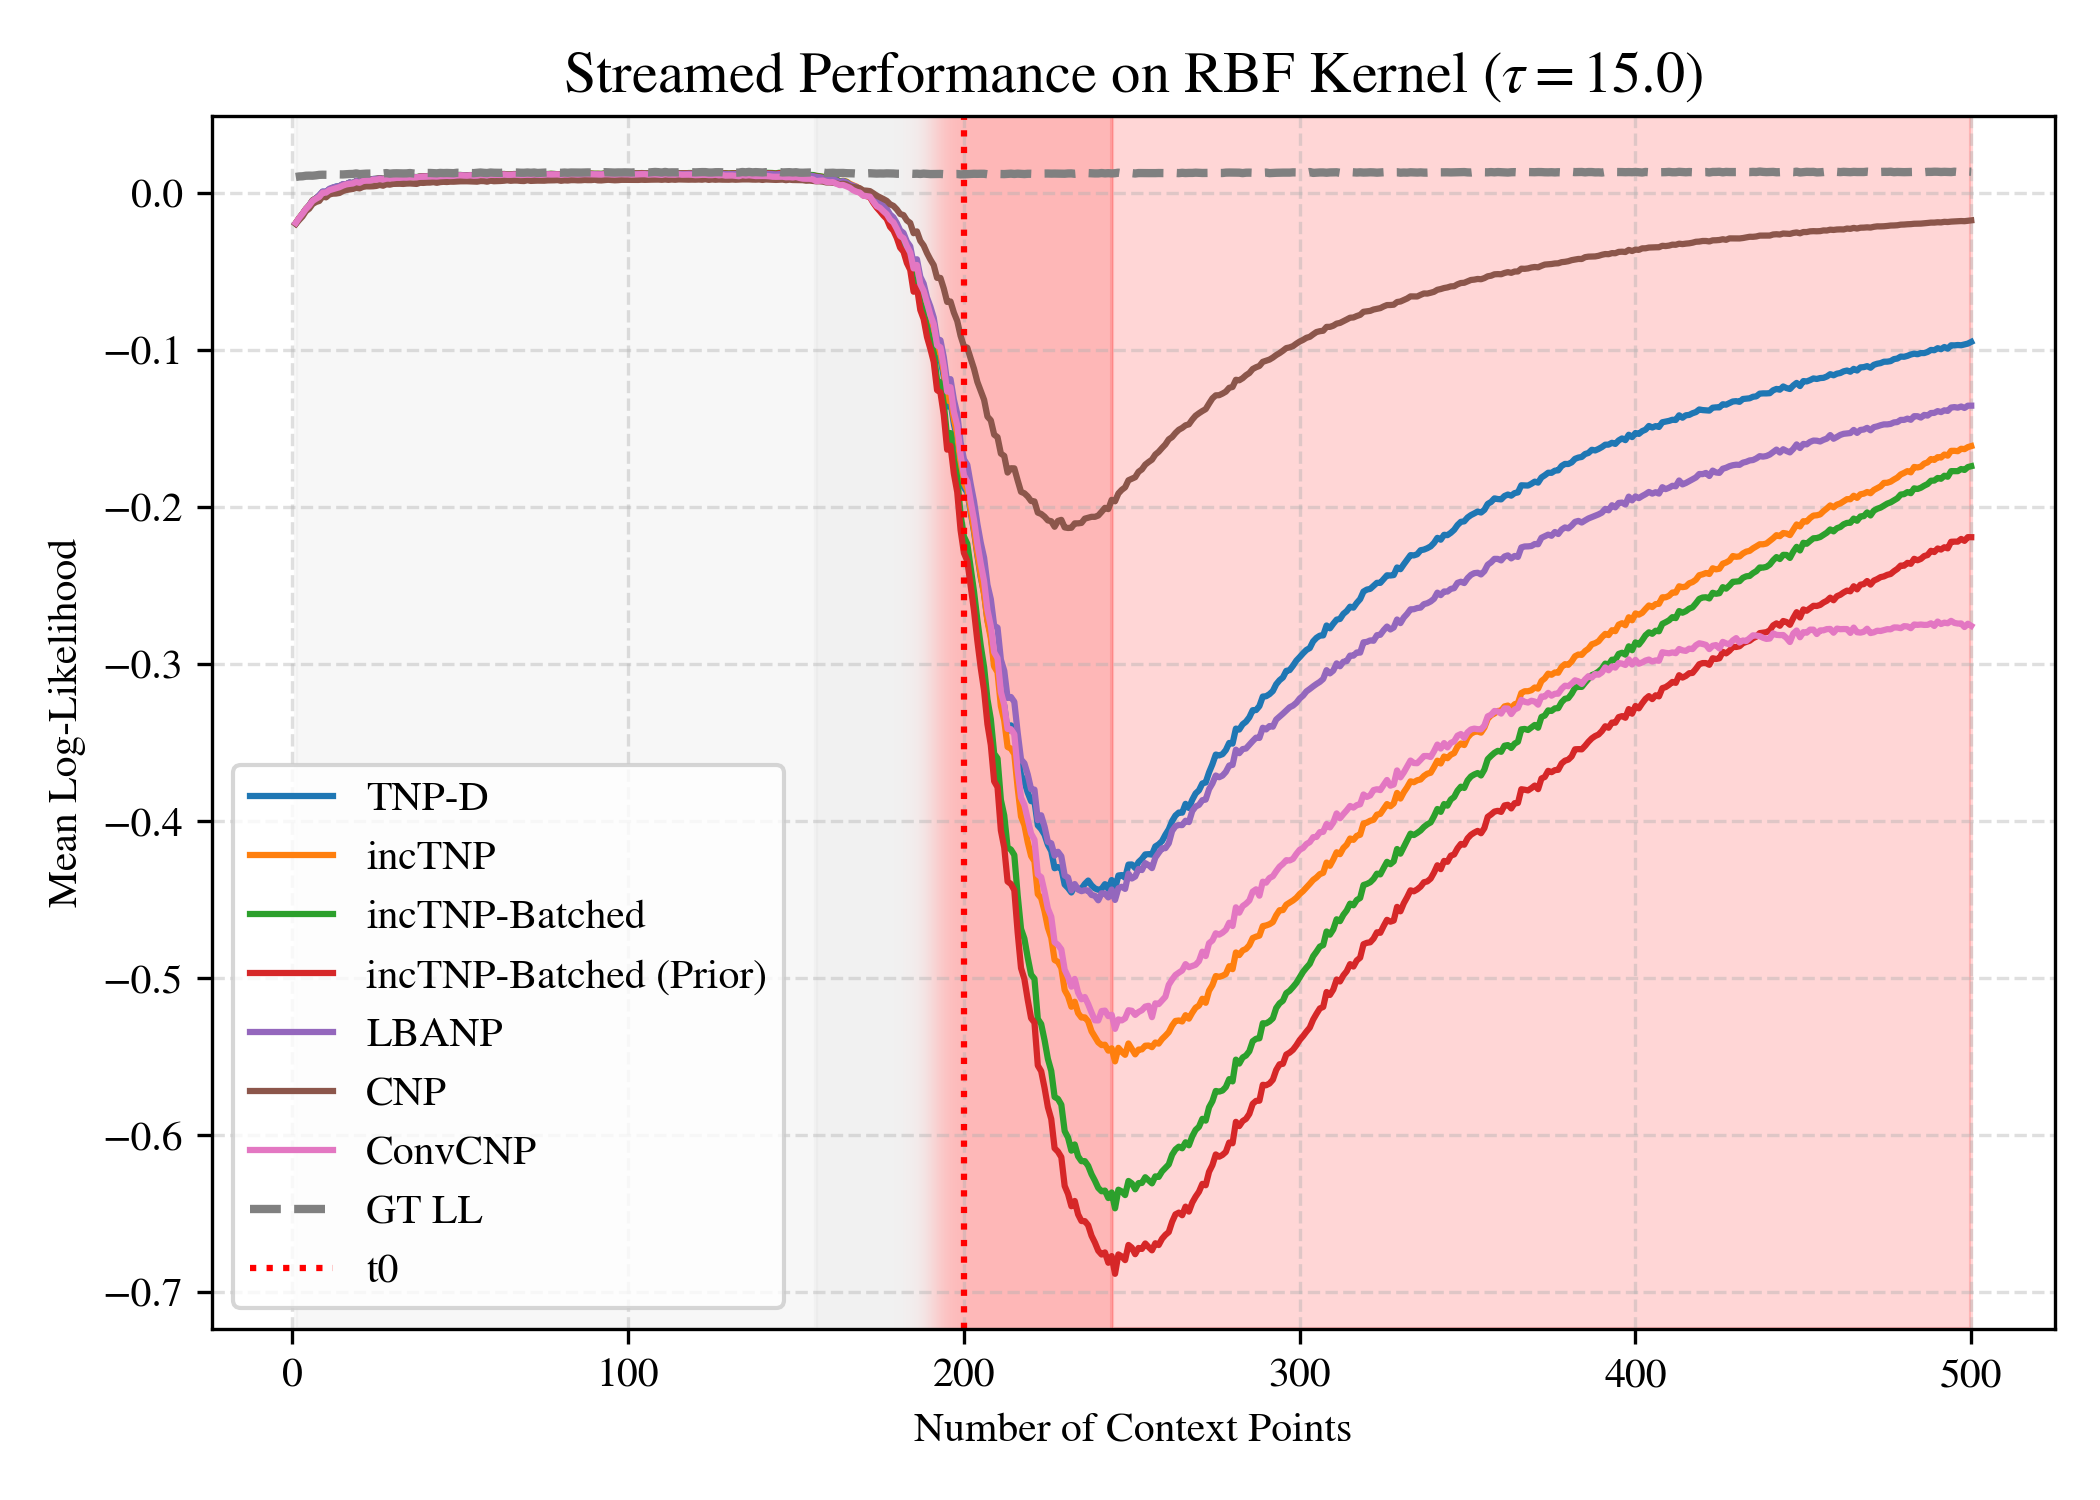 Streamed Performance on RBF Kernel (τ = 15.0)
Mean Log-Likelihood
0.0
−0.1
−0.2
−0.3
−0.4
−0.5
−0.6
−0.7
TNP-D
incTNP
incTNP-Batched
incTNP-Batched (Prior)
LBANP
CNP
ConvCNP
GT LL
t0
0 100 200 300 400 500
Number of Context Points